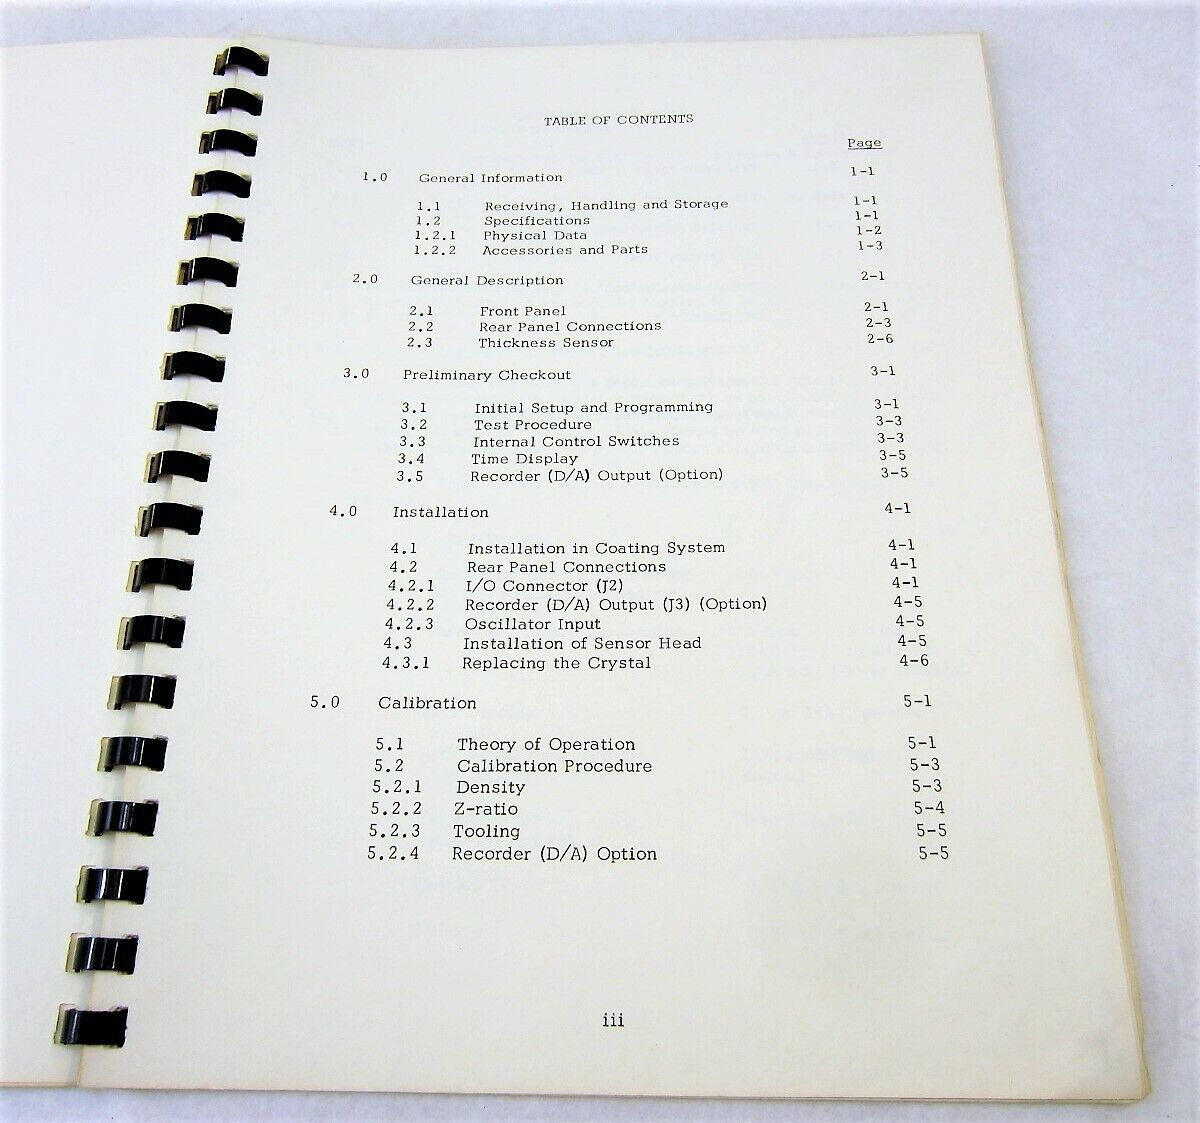 TABLE OF CONTENTS
Page
1.0 General Information 1-1
1.1 Receiving, Handling and Storage 1-1
1.2 Specifications 1-1
1.2.1 Physical Data 1-2
1.2.2 Accessories and Parts 1-3
2.0 General Description 2-1
2.1 Front Panel 2-1
2.2 Rear Panel Connections 2-3
2.3 Thickness Sensor 2-6
3.0 Preliminary Checkout 3-1
3.1 Initial Setup and Programming 3-1
3.2 Test Procedure 3-3
3.3 Internal Control Switches 3-3
3.4 Time Display 3-5
3.5 Recorder (D/A) Output (Option) 3-5
4.0 Installation 4-1
4.1 Installation in Coating System 4-1
4.2 Rear Panel Connections 4-1
4.2.1 I/O Connector (J2) 4-1
4.2.2 Recorder (D/A) Output (J3) (Option) 4-5
4.2.3 Oscillator Input 4-5
4.3 Installation of Sensor Head 4-5
4.3.1 Replacing the Crystal 4-6
5.0 Calibration 5-1
5.1 Theory of Operation 5-1
5.2 Calibration Procedure 5-3
5.2.1 Density 5-3
5.2.2 Z-ratio 5-4
5.2.3 Tooling 5-5
5.2.4 Recorder (D/A) Option 5-5
iii